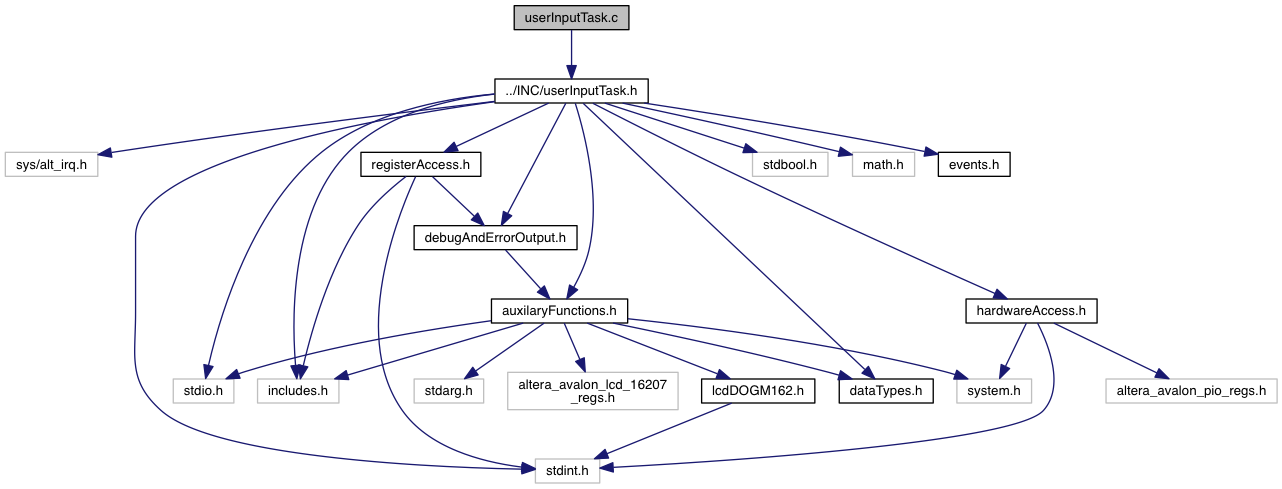 userInputTask.c
../INC/userInputTask.h
sys/alt_irq.h
registerAccess.h
stdbool.h
math.h
events.h
debugAndErrorOutput.h
auxilaryFunctions.h
hardwareAccess.h
stdio.h
includes.h
stdarg.h
altera_avalon_lcd_16207
_regs.h
lcdDOGM162.h
dataTypes.h
system.h
altera_avalon_pio_regs.h
stdint.h